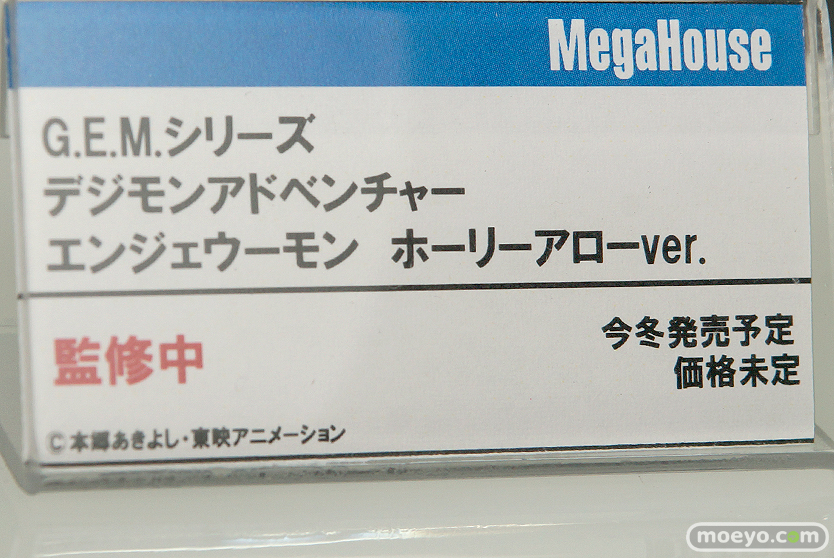 MegaHouse
G.E.M.シリーズ
デジモンアドベンチャー
エンジェウーモン　ホーリーアローver.
監修中
今冬発売予定
価格未定
©本郷あきよし・東映アニメーション
moeyo.com